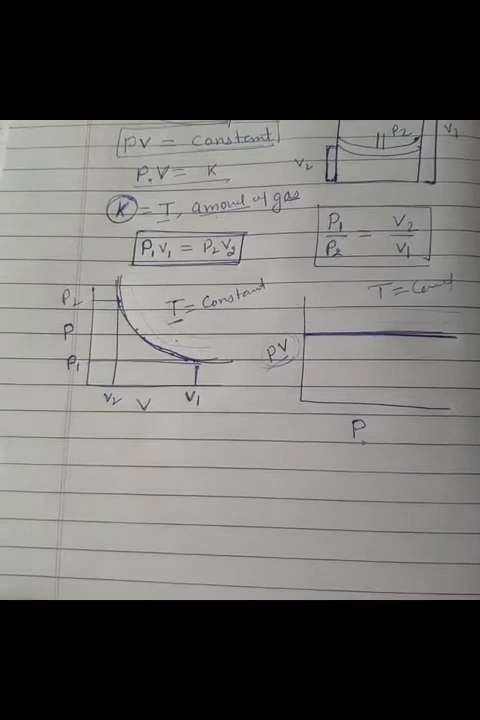 PV = Constant
P2
V1
V2
P.V = K
K = T, amount of gas
P1V1 = P2V2
P1/P2 = V2/V1
P2
T = Constant
T = Const
P
PV
P1
V2 V V1
P